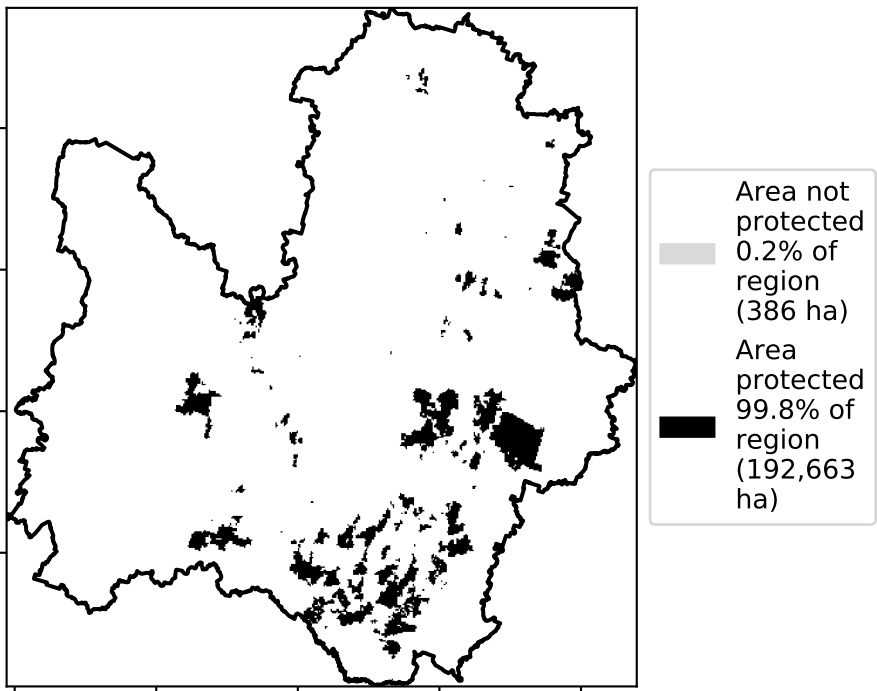 Area not
protected
0.2% of
region
(386 ha)
Area
protected
99.8% of
region
(192,663
ha)